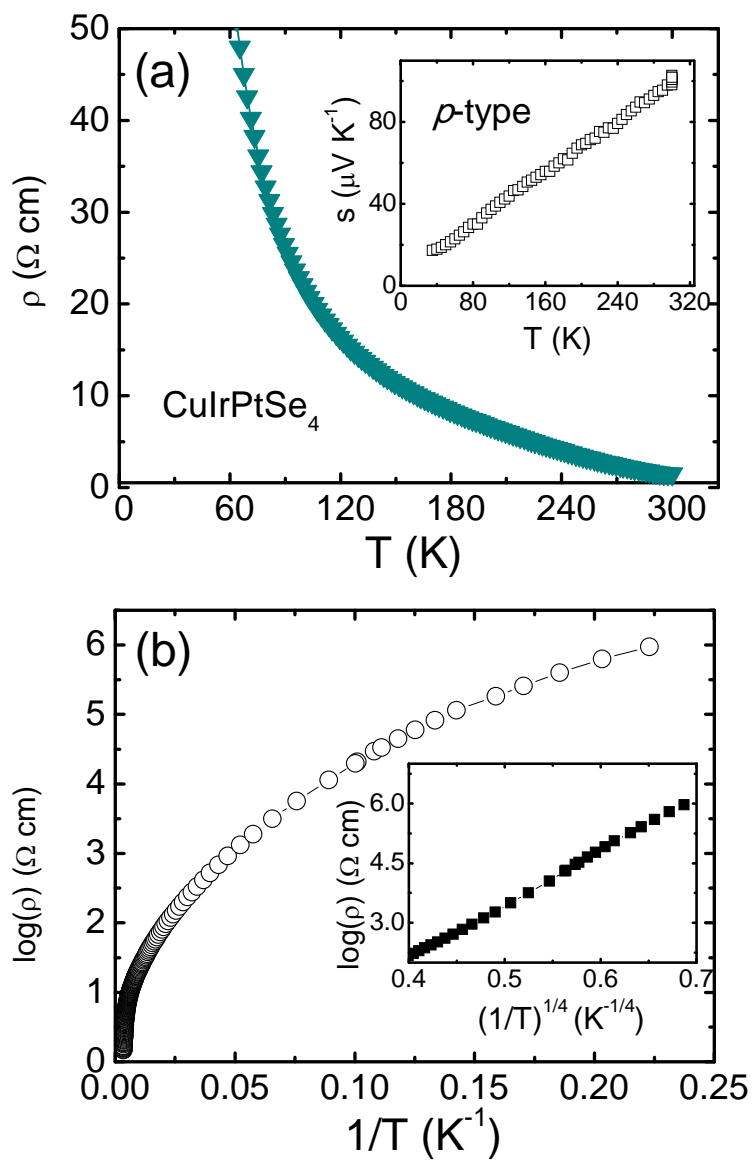 (a)
50
40
30
20
10
0
ρ (Ω cm)
CuIrPtSe₄
0 60 120 180 240 300
T (K)
p-type
80
40
0
s (μV K⁻¹)
0 80 160 240 320
T (K)
(b)
6
5
4
3
2
1
0
log(ρ) (Ω cm)
0.00 0.05 0.10 0.15 0.20 0.25
1/T (K⁻¹)
6.0
4.5
3.0
log(ρ) (Ω cm)
0.4 0.5 0.6 0.7
(1/T)^1/4 (K^-1/4)